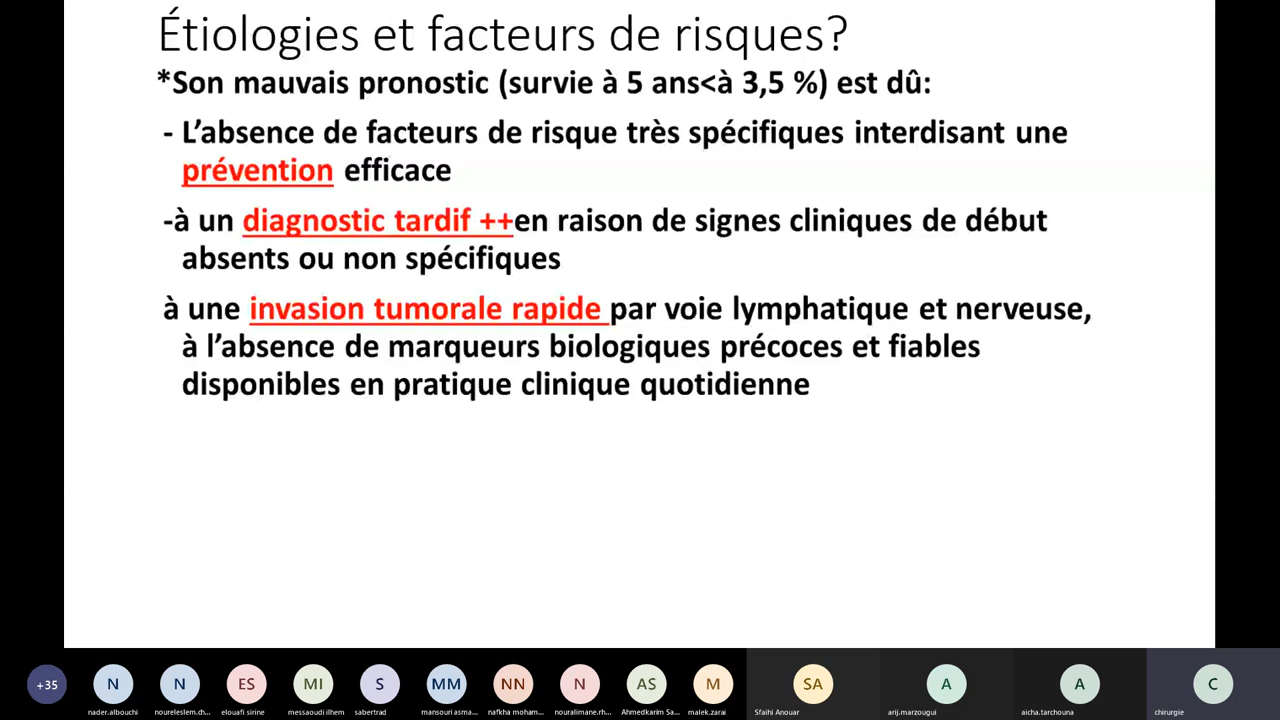 Étiologies et facteurs de risques?
*Son mauvais pronostic (survie à 5 ans<à 3,5 %) est dû:
- L’absence de facteurs de risque très spécifiques interdisant une
prévention efficace
-à un diagnostic tardif ++en raison de signes cliniques de début
absents ou non spécifiques
à une invasion tumorale rapide par voie lymphatique et nerveuse,
à l’absence de marqueurs biologiques précoces et fiables
disponibles en pratique clinique quotidienne
+35 N N ES MI S MM NN N AS M SA A A C
nader.albouchi noureleslem.ch... elouafi sirine messaoudi ilhem sabertrad mansouri asma... nafkha moham... nouralimane.rh... Ahmedkarim Sa... malek.zarai Sfaihi Anouar arij.marzougui aicha.tarchouna chirurgie